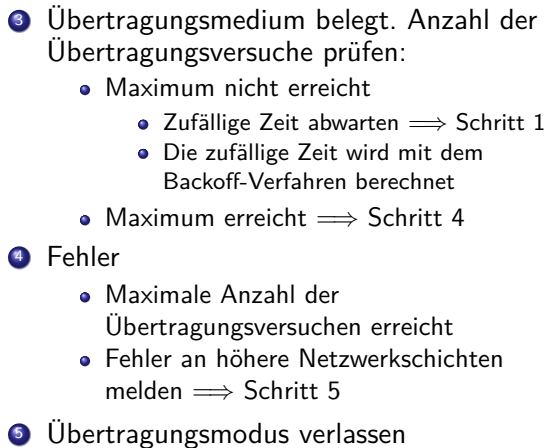 3 Übertragungsmedium belegt. Anzahl der
Übertragungsversuche prüfen:
• Maximum nicht erreicht
• Zufällige Zeit abwarten ⟹ Schritt 1
• Die zufällige Zeit wird mit dem
Backoff-Verfahren berechnet
• Maximum erreicht ⟹ Schritt 4
4 Fehler
• Maximale Anzahl der
Übertragungsversuchen erreicht
• Fehler an höhere Netzwerkschichten
melden ⟹ Schritt 5
5 Übertragungsmodus verlassen